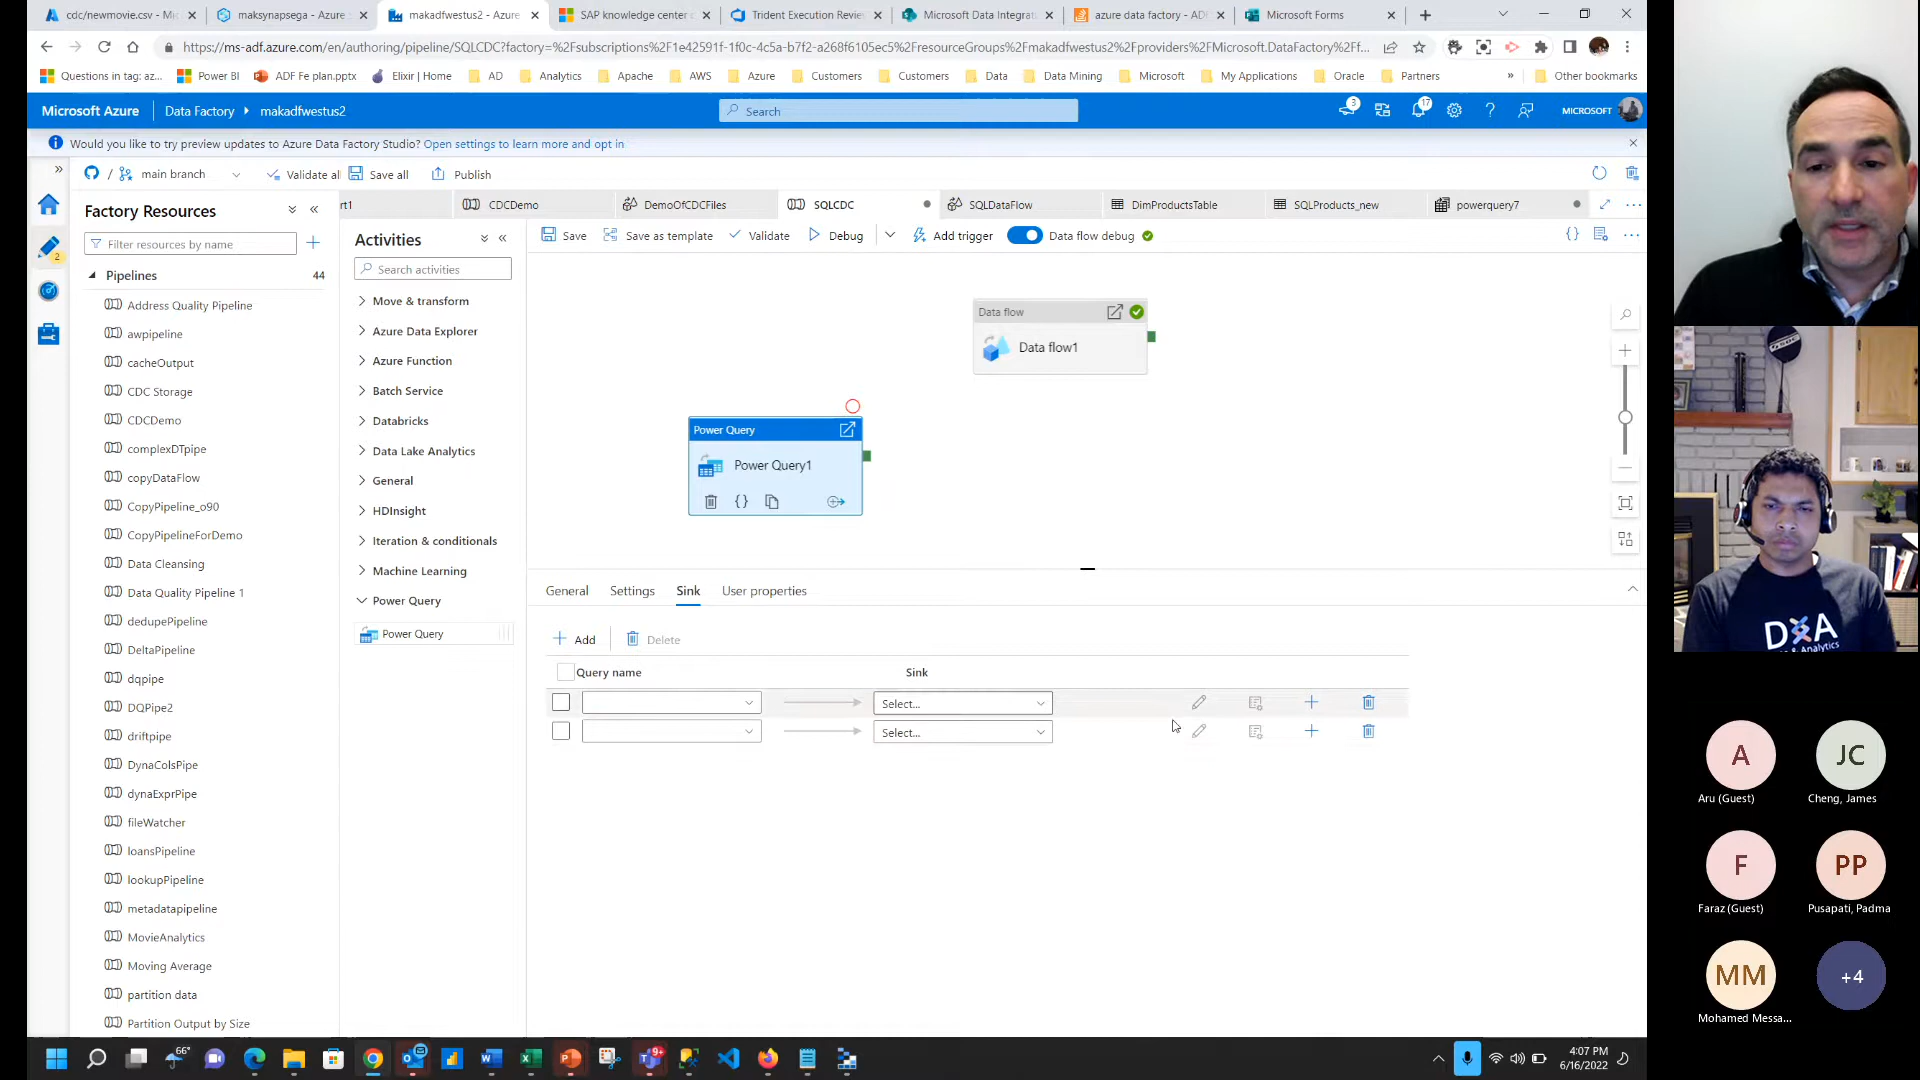 cdc/newmovie.csv - Mic
maksynapsega - Azure S
makadfwestus2 - Azure
SAP knowledge center
Trident Execution Revie
Microsoft Data Integrat
azure data factory - AD
Microsoft Forms
https://ms-adf.azure.com/en/authoring/pipeline/SQLCDC?factory=%2Fsubscriptions%2F1e42591f-1f0c-4c5a-b7f2-a268f6105ec5%2FresourceGroups%2Fmakadfwestus2%2Fproviders%2FMicrosoft.DataFactory%2Ff...
Questions in tag: az...
Power BI
ADF Fe plan.pptx
Elixir | Home
AD
Analytics
Apache
AWS
Azure
Customers
Customers
Data
Data Mining
Microsoft
My Applications
Oracle
Partners
»
Other bookmarks
Microsoft Azure
Data Factory
makadfwestus2
Search
3
17
MICROSOFT
Would you like to try preview updates to Azure Data Factory Studio? Open settings to learn more and opt in
/
main branch
Validate all
Save all
Publish
2
Factory Resources
Filter resources by name
Pipelines 44
Address Quality Pipeline
awpipeline
cacheOutput
CDC Storage
CDCDemo
complexDTpipe
copyDataFlow
CopyPipeline_o90
CopyPipelineForDemo
Data Cleansing
Data Quality Pipeline 1
dedupePipeline
DeltaPipeline
dqpipe
DQPipe2
driftpipe
DynaColsPipe
dynaExprPipe
fileWatcher
loansPipeline
lookupPipeline
metadatapipeline
MovieAnalytics
Moving Average
partition data
Partition Output by Size
rt1
CDCDemo
DemoOfCDCFiles
SQLCDC
SQLDataFlow
DimProductsTable
SQLProducts_new
powerquery7
Activities
Search activities
Move & transform
Azure Data Explorer
Azure Function
Batch Service
Databricks
Data Lake Analytics
General
HDInsight
Iteration & conditionals
Machine Learning
Power Query
Power Query
Save
Save as template
Validate
Debug
Add trigger
Data flow debug
Data flow
Data flow1
Power Query
Power Query1
General
Settings
Sink
User properties
Add
Delete
Query name
Sink
Select...
Select...
66°
9+
4:07 PM
6/16/2022
DXA
& Analytics
A
Aru (Guest)
JC
Cheng, James
F
Faraz (Guest)
PP
Pusapati, Padma
MM
Mohamed Messa...
+4